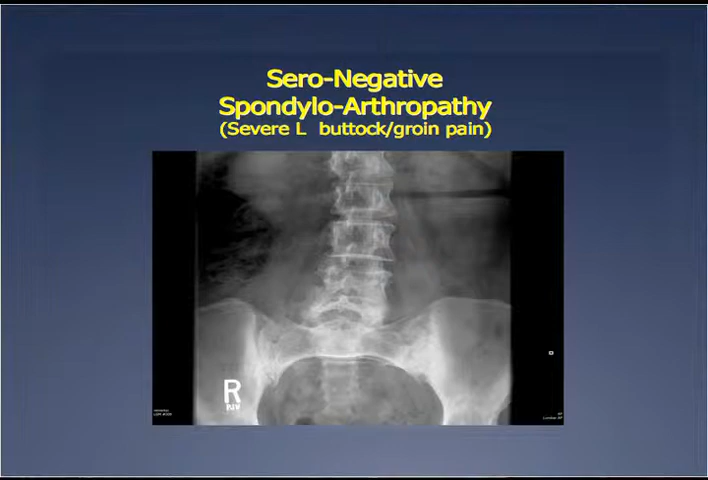 Sero-Negative
Spondylo-Arthropathy
(Severe L buttock/groin pain)
R